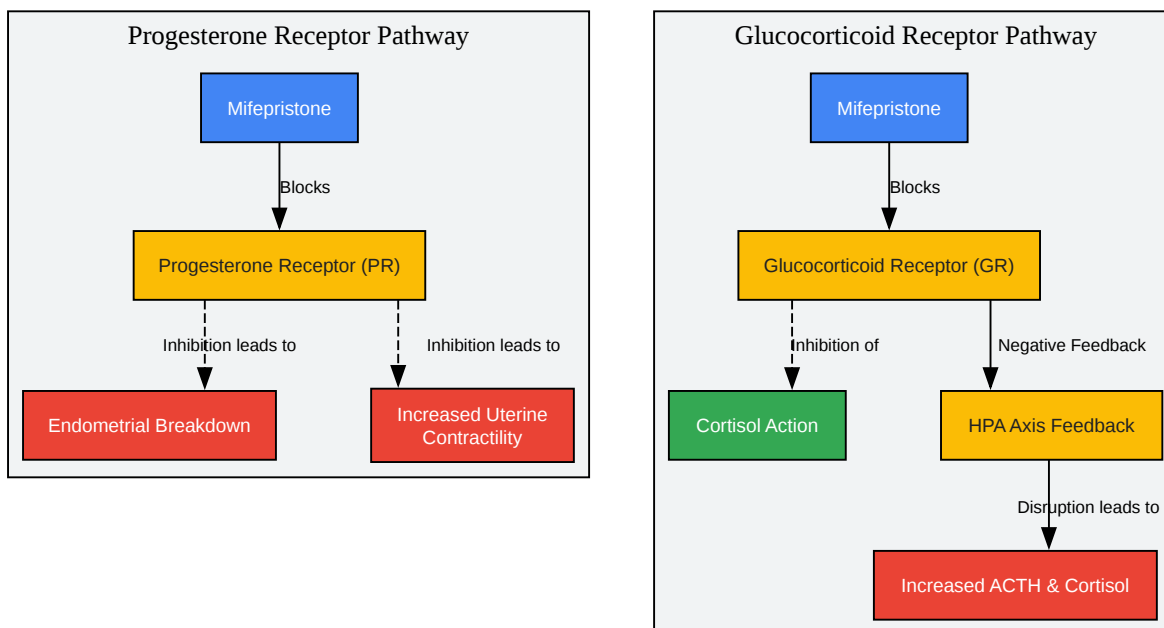 Progesterone Receptor Pathway
Mifepristone
Blocks
Progesterone Receptor (PR)
Inhibition leads to
Inhibition leads to
Endometrial Breakdown
Increased Uterine
Contractility
Glucocorticoid Receptor Pathway
Mifepristone
Blocks
Glucocorticoid Receptor (GR)
Inhibition of
Negative Feedback
Cortisol Action
HPA Axis Feedback
Disruption leads to
Increased ACTH & Cortisol